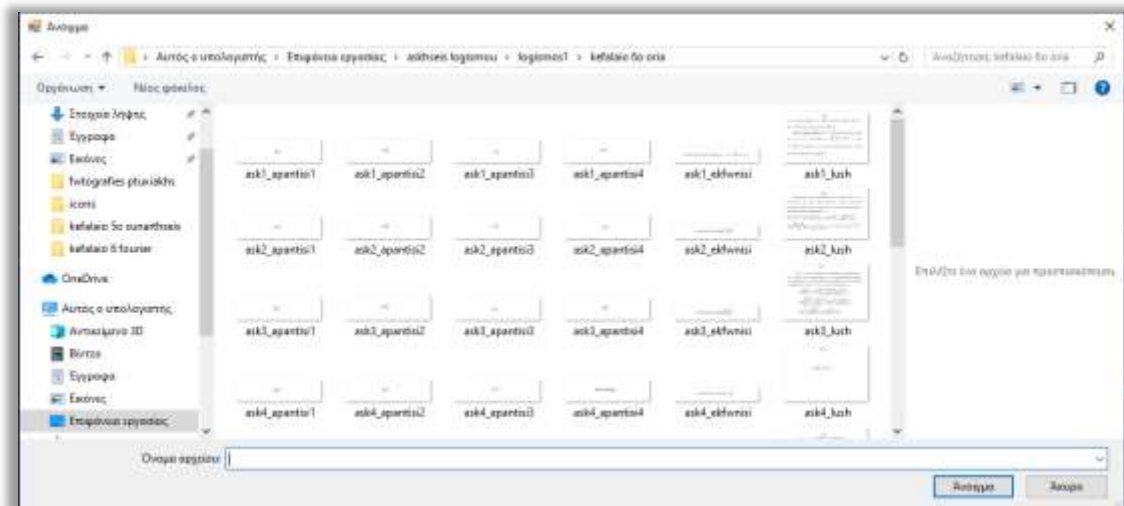 Άνοιγμα
Αυτός ο υπολογιστής › Επιφάνεια εργασίας › askhseis logismou › logismos1 › kefalaio 6o oria
Αναζήτηση: kefalaio 6o oria
Οργάνωση Νέος φάκελος
Στοιχεία λήψης
Έγγραφα
Εικόνες
fwtografies ptuxiakhs
icons
kefalaio 5o sunarthseis
kefalaio 6 fourier
OneDrive
Αυτός ο υπολογιστής
Αντικείμενα 3D
Βίντεο
Έγγραφα
Εικόνες
Επιφάνεια εργασίας
ask1_apantisi1 ask1_apantisi2 ask1_apantisi3 ask1_apantisi4 ask1_ekfwnisi ask1_lush
ask2_apantisi1 ask2_apantisi2 ask2_apantisi3 ask2_apantisi4 ask2_ekfwnisi ask2_lush
ask3_apantisi1 ask3_apantisi2 ask3_apantisi3 ask3_apantisi4 ask3_ekfwnisi ask3_lush
ask4_apantisi1 ask4_apantisi2 ask4_apantisi3 ask4_apantisi4 ask4_ekfwnisi ask4_lush
Επιλέξτε ένα αρχείο για προεπισκόπηση.
Όνομα αρχείου:
Άνοιγμα Άκυρο